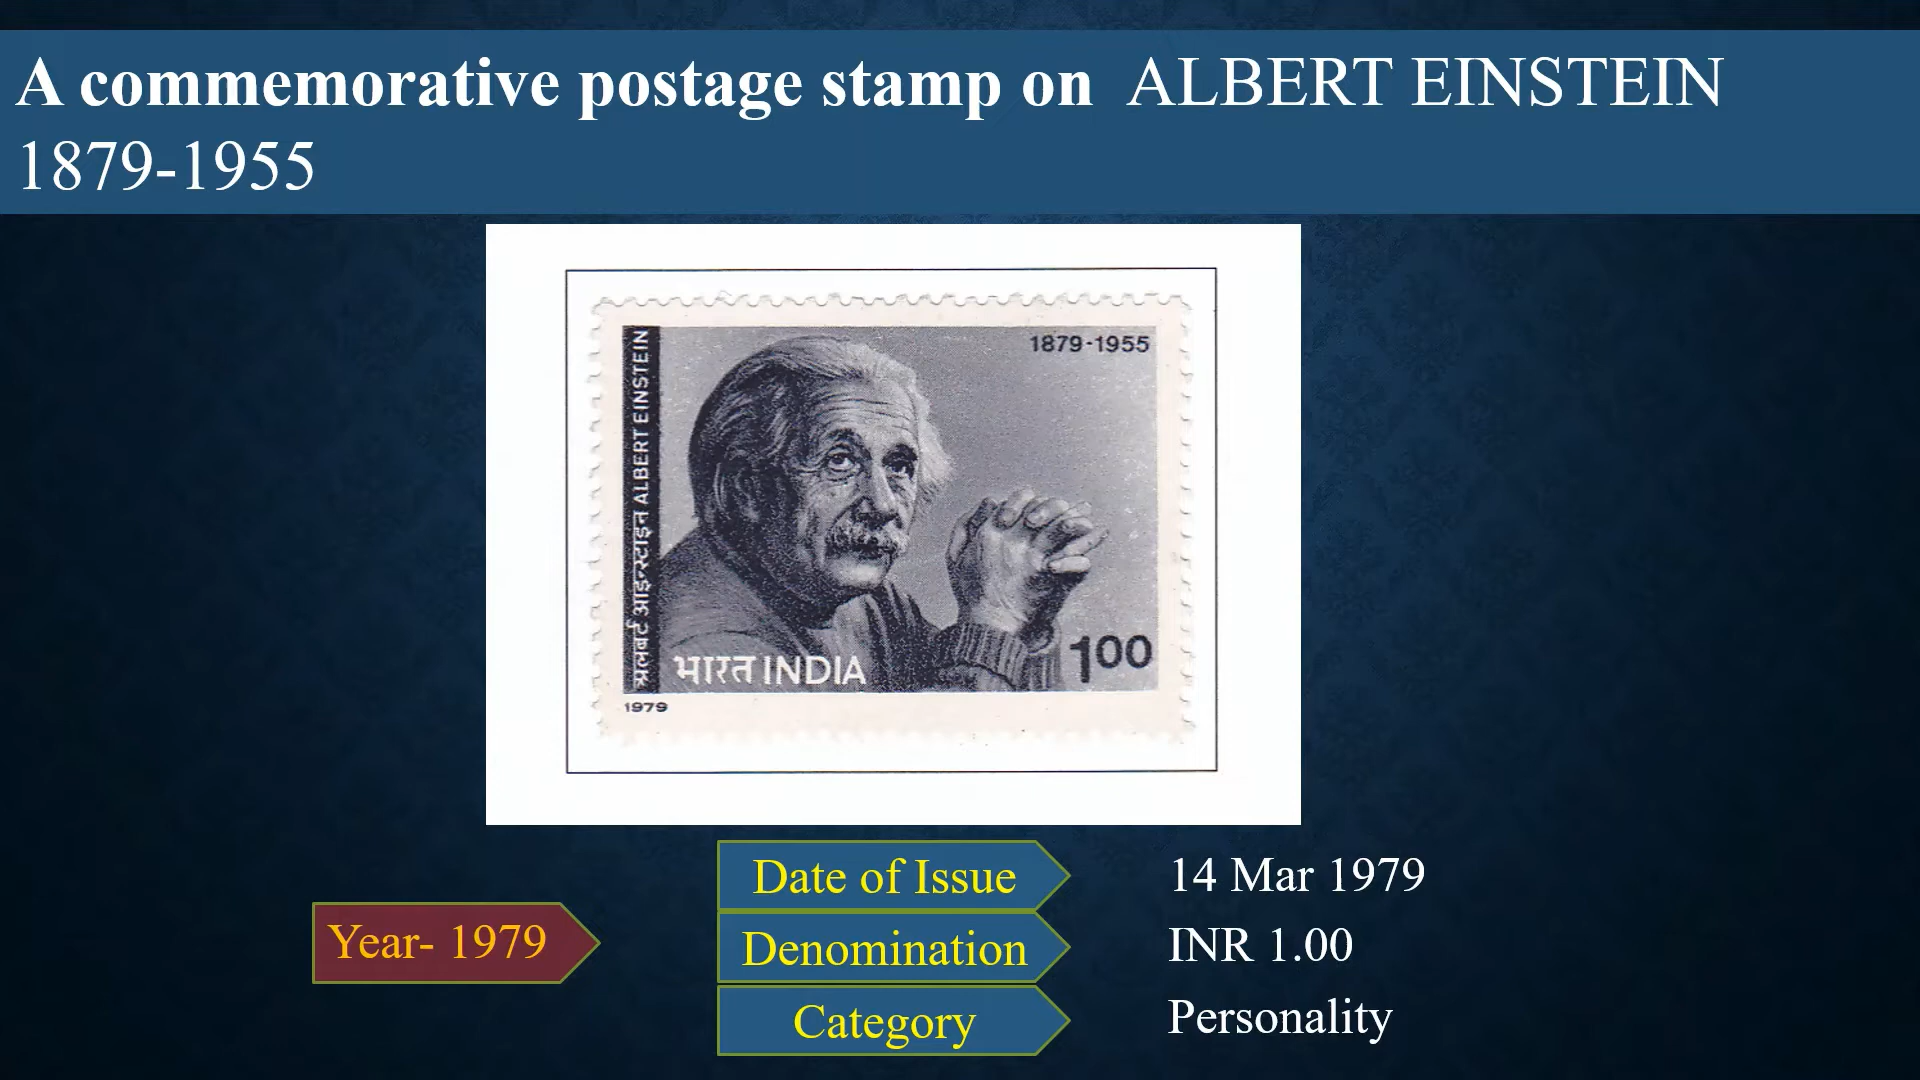 A commemorative postage stamp on ALBERT EINSTEIN
1879-1955
1879-1955
अलबर्ट आइन्स्टाइन ALBERT EINSTEIN
भारत INDIA
100
1979
Year- 1979
Date of Issue 14 Mar 1979
Denomination INR 1.00
Category Personality